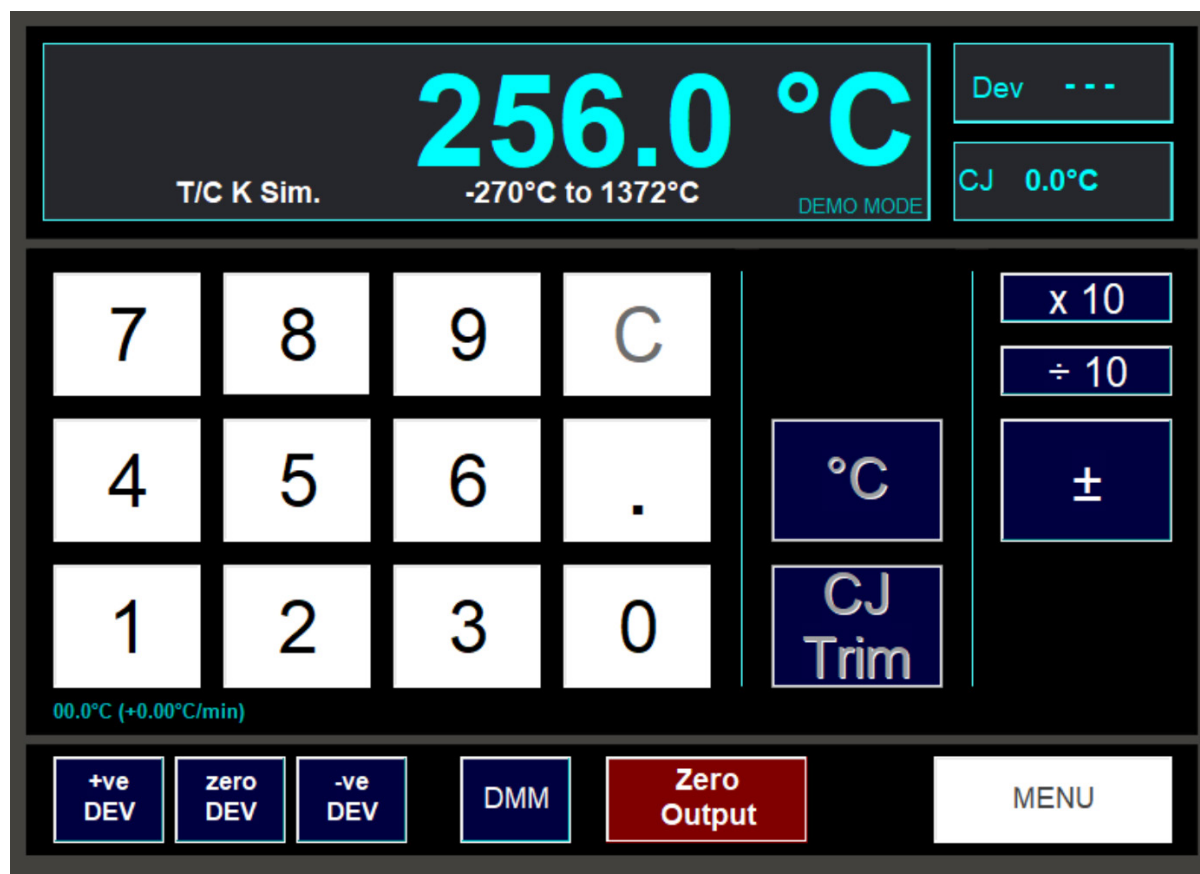 256.0 °C
T/C K Sim. -270°C to 1372°C DEMO MODE
Dev ---
CJ 0.0°C
7 8 9 C
x 10
÷ 10
4 5 6 . °C ±
1 2 3 0 CJ
Trim
00.0°C (+0.00°C/min)
+ve
DEV
zero
DEV
-ve
DEV
DMM
Zero
Output
MENU